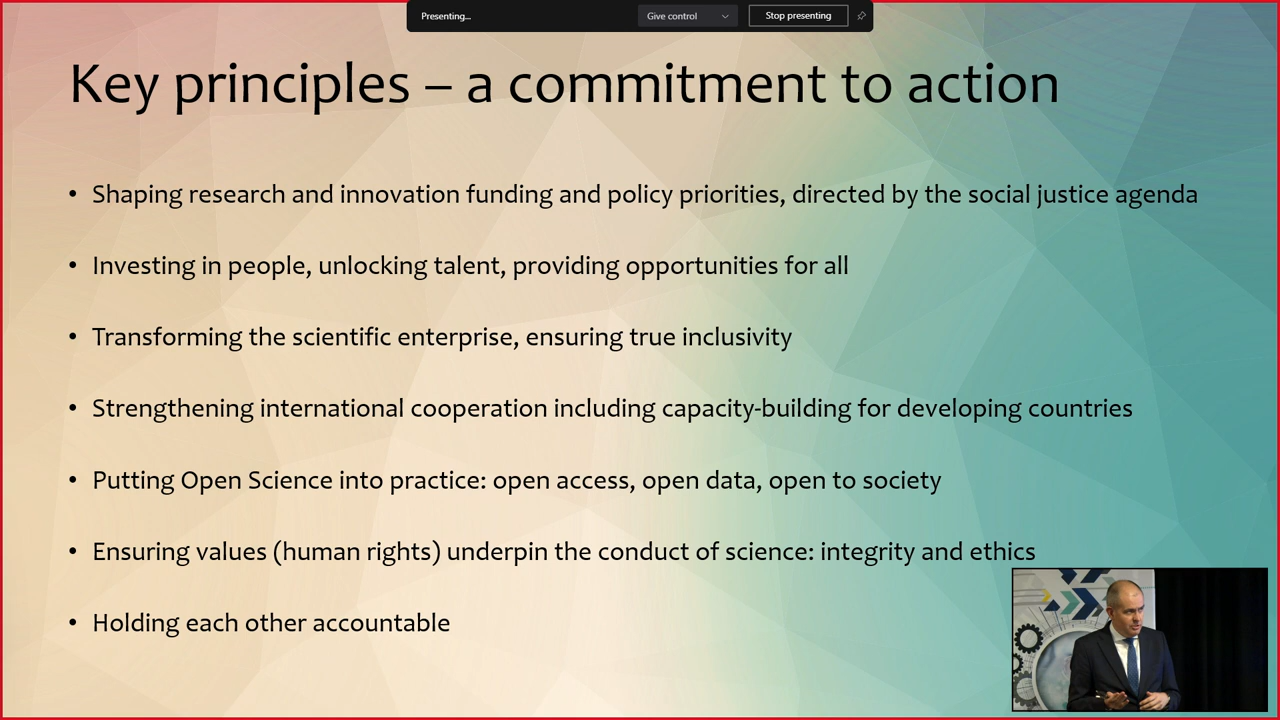 Presenting...
Give control
Stop presenting
Key principles – a commitment to action
• Shaping research and innovation funding and policy priorities, directed by the social justice agenda
• Investing in people, unlocking talent, providing opportunities for all
• Transforming the scientific enterprise, ensuring true inclusivity
• Strengthening international cooperation including capacity-building for developing countries
• Putting Open Science into practice: open access, open data, open to society
• Ensuring values (human rights) underpin the conduct of science: integrity and ethics
• Holding each other accountable